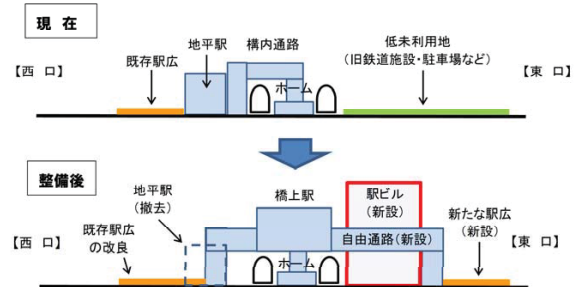 現 在
構内通路
低未利用地
(旧鉄道施設・駐車場など)
地平駅
【西 口】
既存駅広
【東 口】
ホーム
整備後
地平駅
(撤去)
橋上駅
駅ビル
(新設)
新たな駅広
(新設)
既存駅広
の改良
【西 口】
自由通路(新設)
【東 口】
ホーム